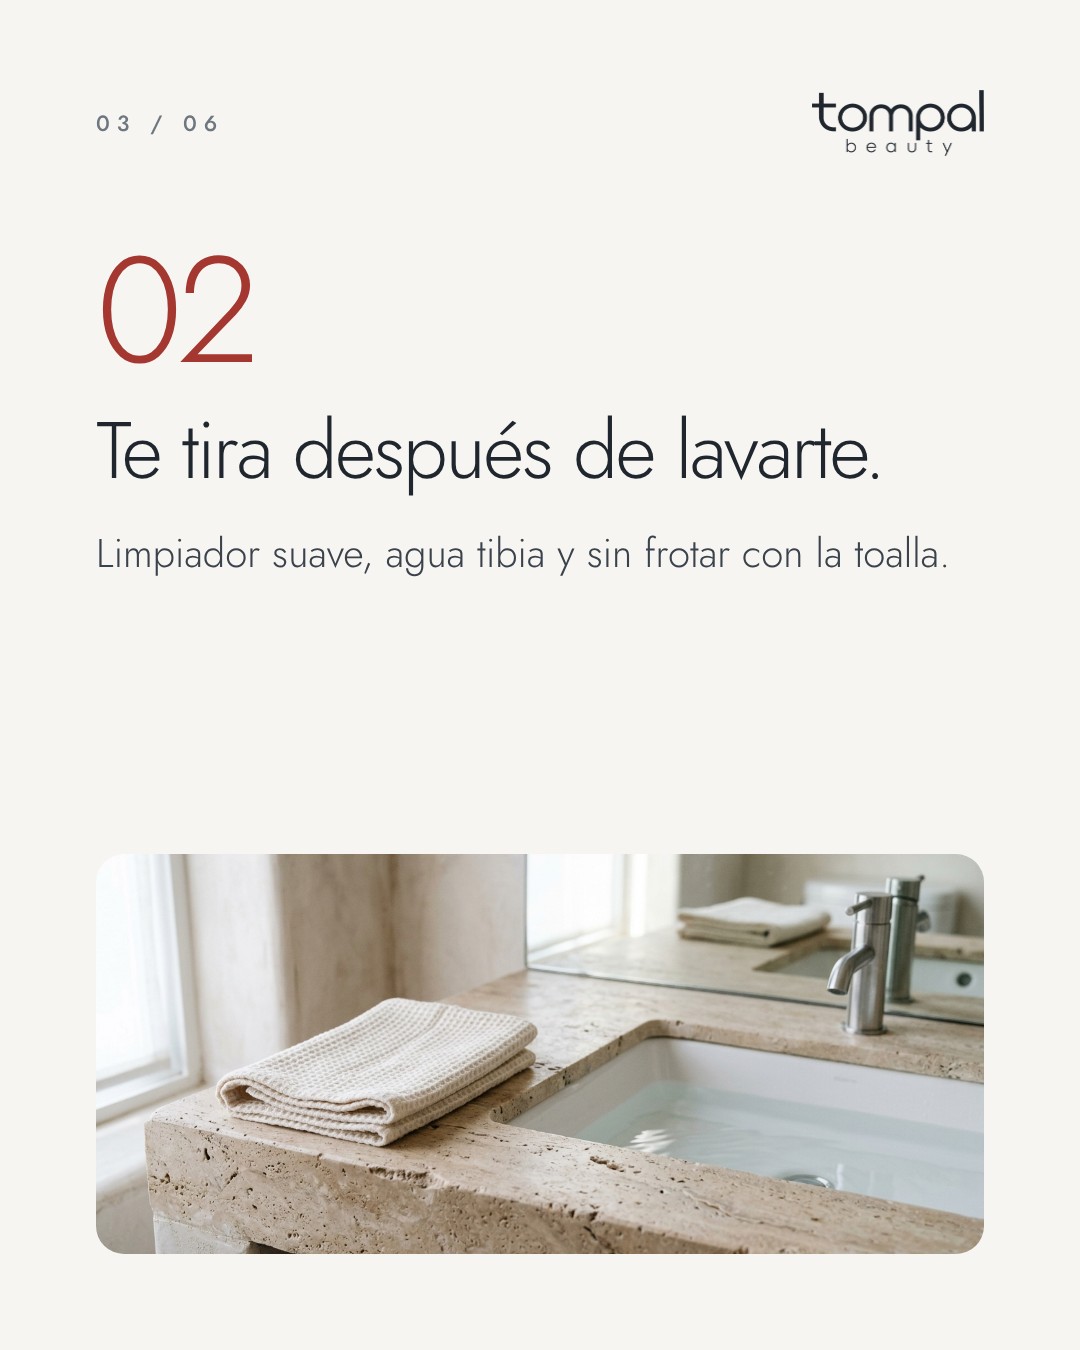 03 / 06
tompal
beauty
02
Te tira después de lavarte.
Limpiador suave, agua tibia y sin frotar con la toalla.